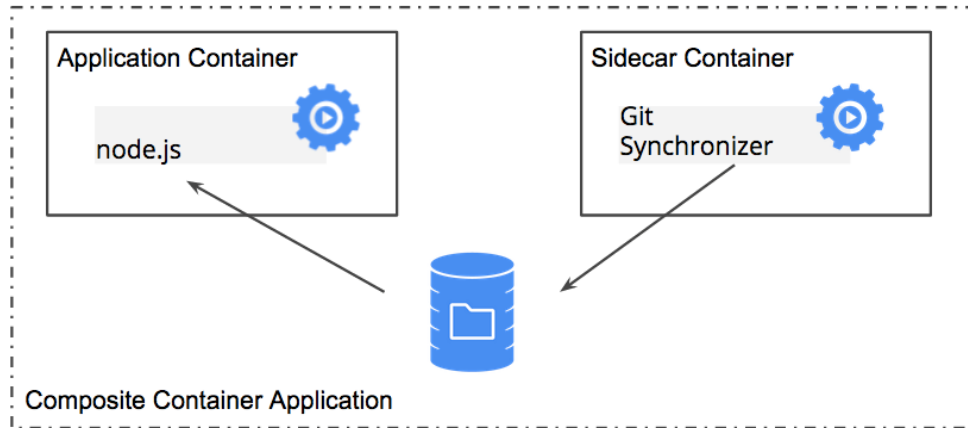 Application Container
node.js
Sidecar Container
Git
Synchronizer
Composite Container Application